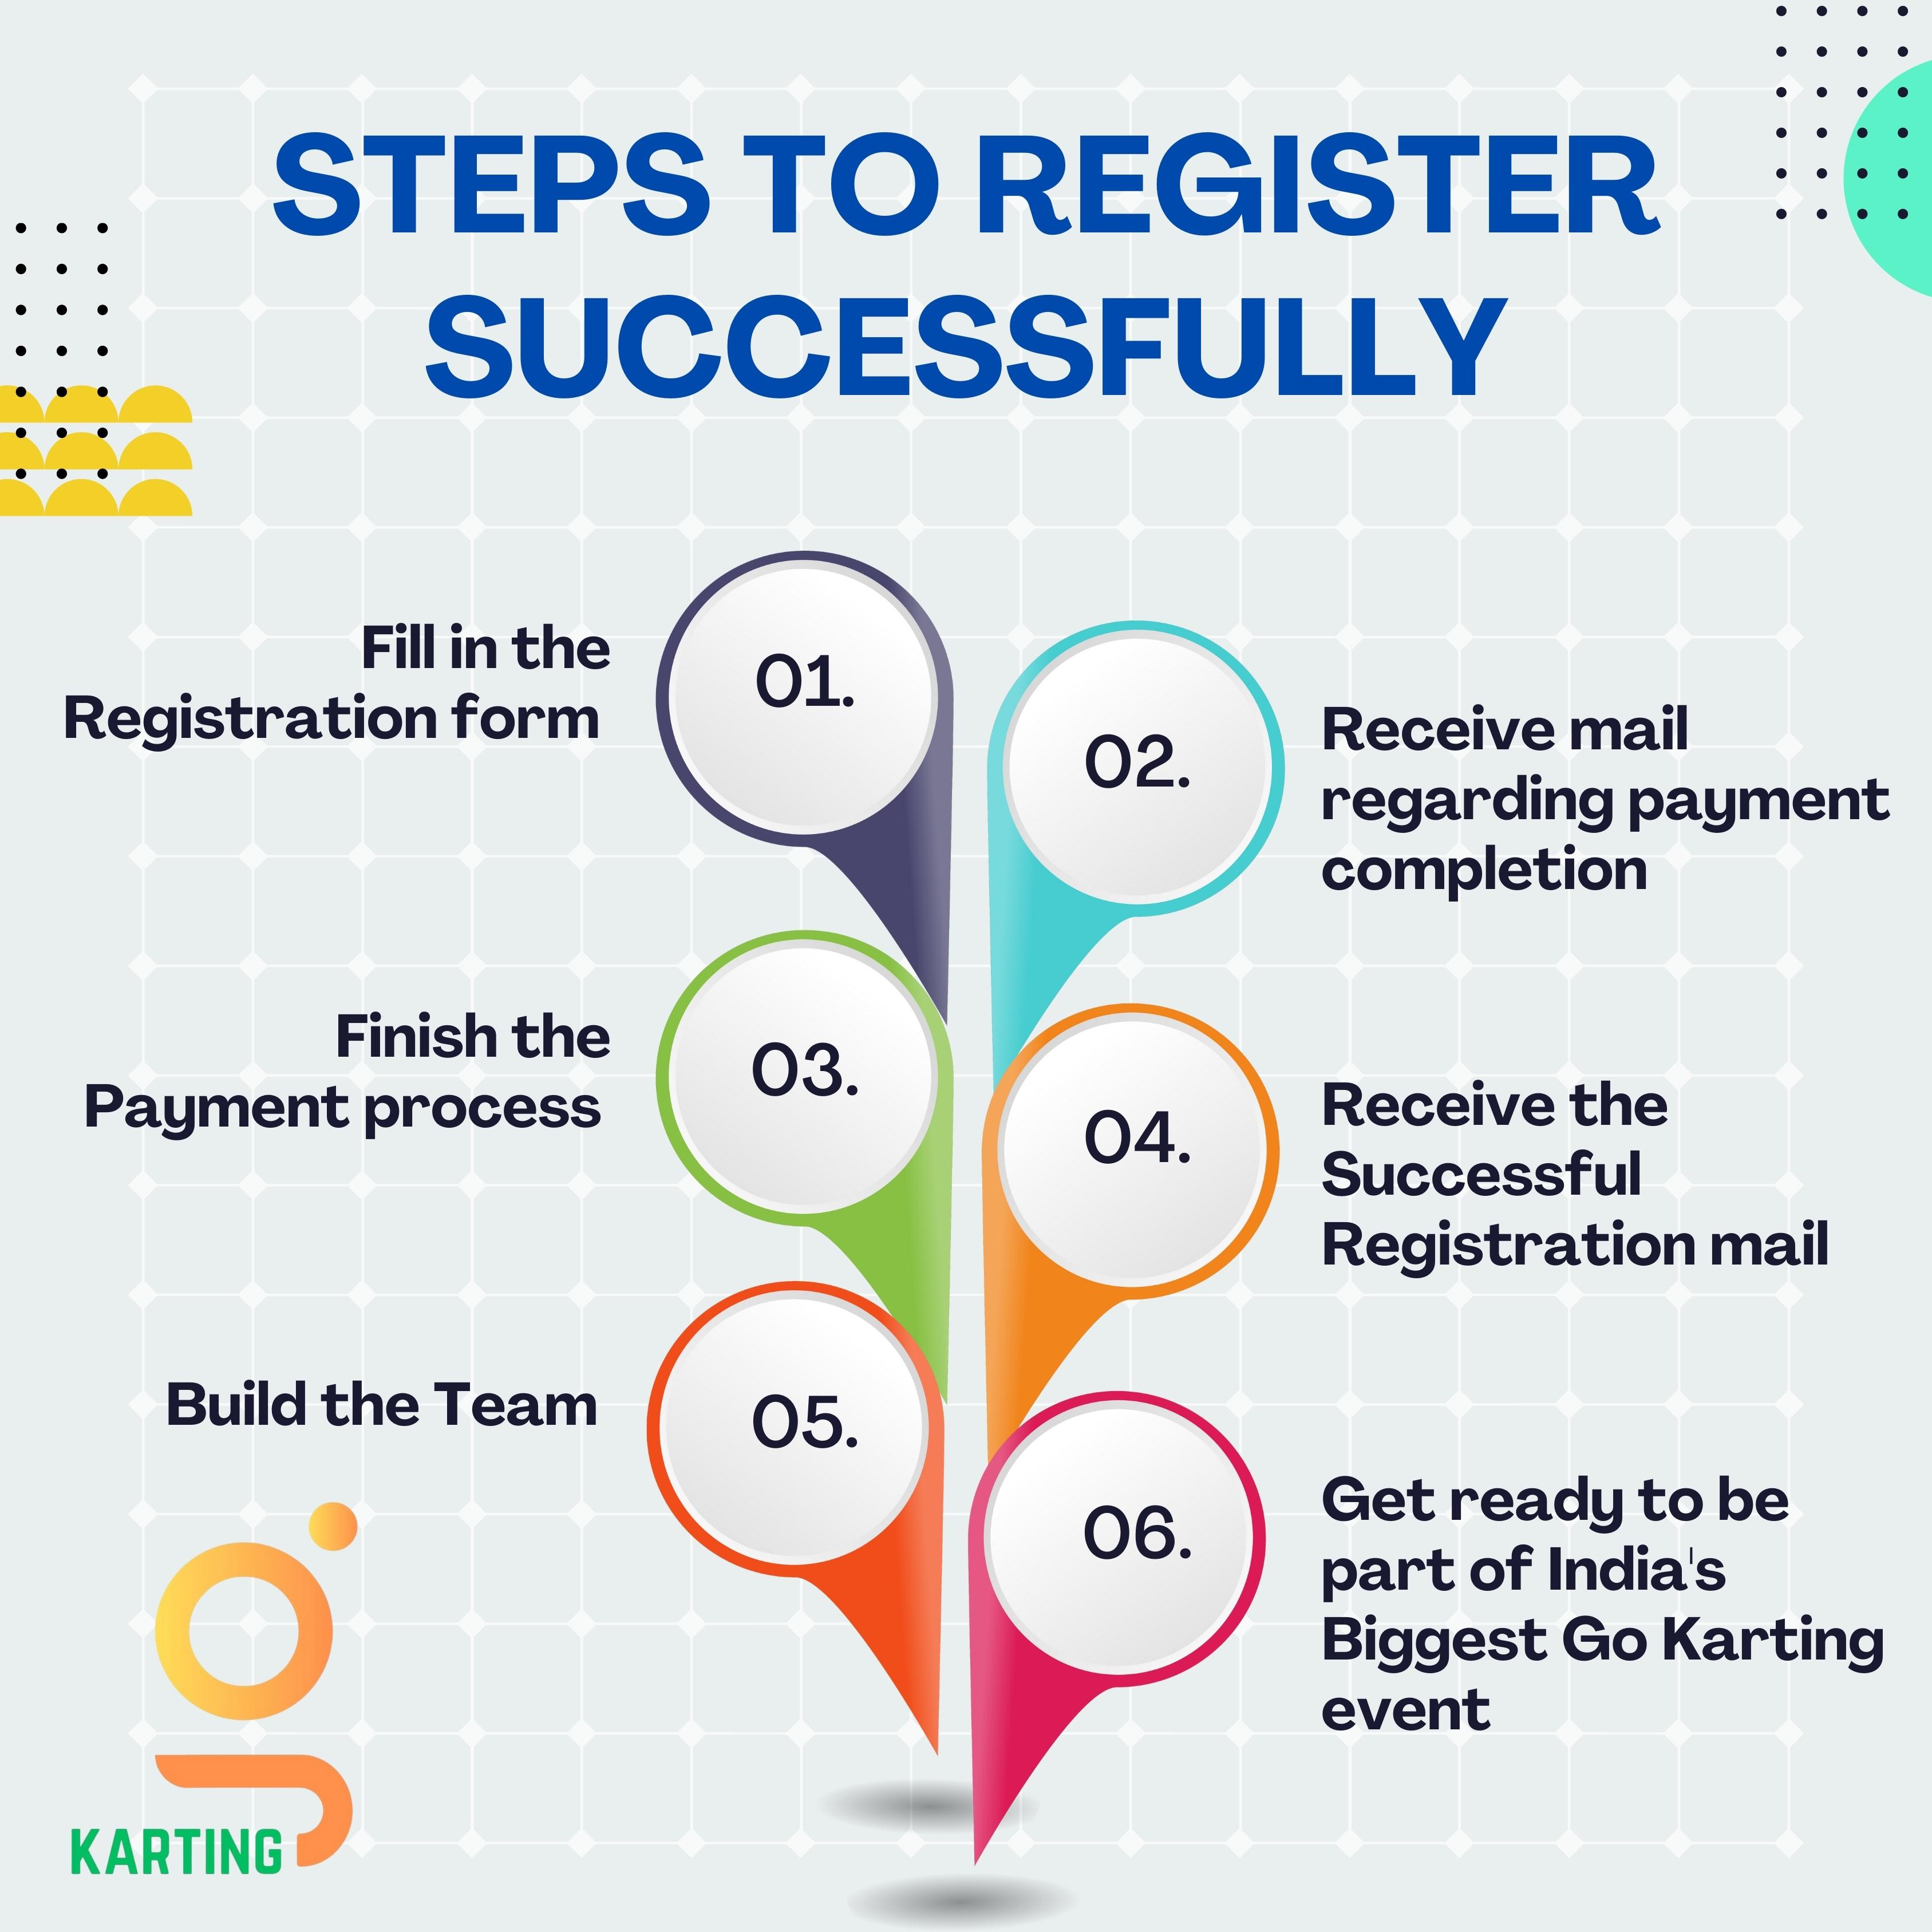 STEPS TO REGISTER
SUCCESSFULLY
01.
Fill in the
Registration form
02.
Receive mail
regarding payment
completion
03.
Finish the
Payment process
04.
Receive the
Successful
Registration mail
05.
Build the Team
06.
Get ready to be
part of India's
Biggest Go Karting
event
KARTING